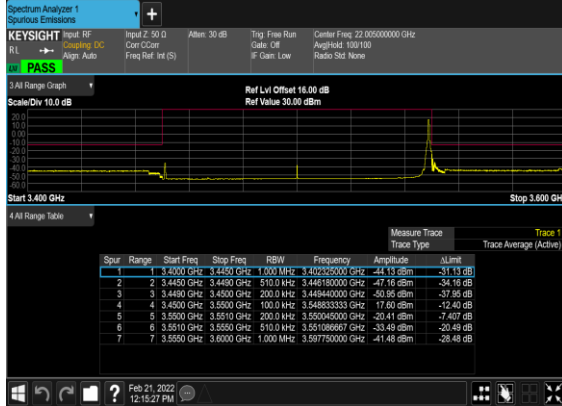 Spectrum Analyzer 1
Spurious Emissions
+
KEYSIGHT Input: RF Input Z: 50 Ω Atten: 30 dB Trig: Free Run Center Freq: 22.005000000 GHz
RL Coupling: DC Corr CCorr Gate: Off Avg|Hold: 100/100
Align: Auto Freq Ref: Int (S) IF Gain: Low Radio Std: None
PASS
3 All Range Graph ▼ Ref Lvl Offset 16.00 dB
Scale/Div 10.0 dB Ref Value 30.00 dBm
20.0
10.0
0.00
-10.0
-20.0
-30.0
-40.0
-50.0
-60.0
Start 3.400 GHz Stop 3.600 GH
4 All Range Table ▼
Measure Trace Trace 1
Trace Type Trace Average (Active)
Spur Range Start Freq Stop Freq RBW Frequency Amplitude ΔLimit
1 1 3.4000 GHz 3.4450 GHz 1.000 MHz 3.402325000 GHz -44.13 dBm -31.13 dB
2 2 3.4450 GHz 3.4490 GHz 510.0 kHz 3.446180000 GHz -47.16 dBm -34.16 dB
3 3 3.4490 GHz 3.4500 GHz 200.0 kHz 3.449440000 GHz -50.95 dBm -37.95 dB
4 4 3.4500 GHz 3.5500 GHz 100.0 kHz 3.548833333 GHz 17.60 dBm -12.40 dB
5 5 3.5500 GHz 3.5510 GHz 200.0 kHz 3.550045000 GHz -20.41 dBm -7.407 dB
6 6 3.5510 GHz 3.5550 GHz 510.0 kHz 3.551086667 GHz -33.49 dBm -20.49 dB
7 7 3.5550 GHz 3.6000 GHz 1.000 MHz 3.597750000 GHz -41.48 dBm -28.48 dB
? Feb 21, 2022
12:15:27 PM